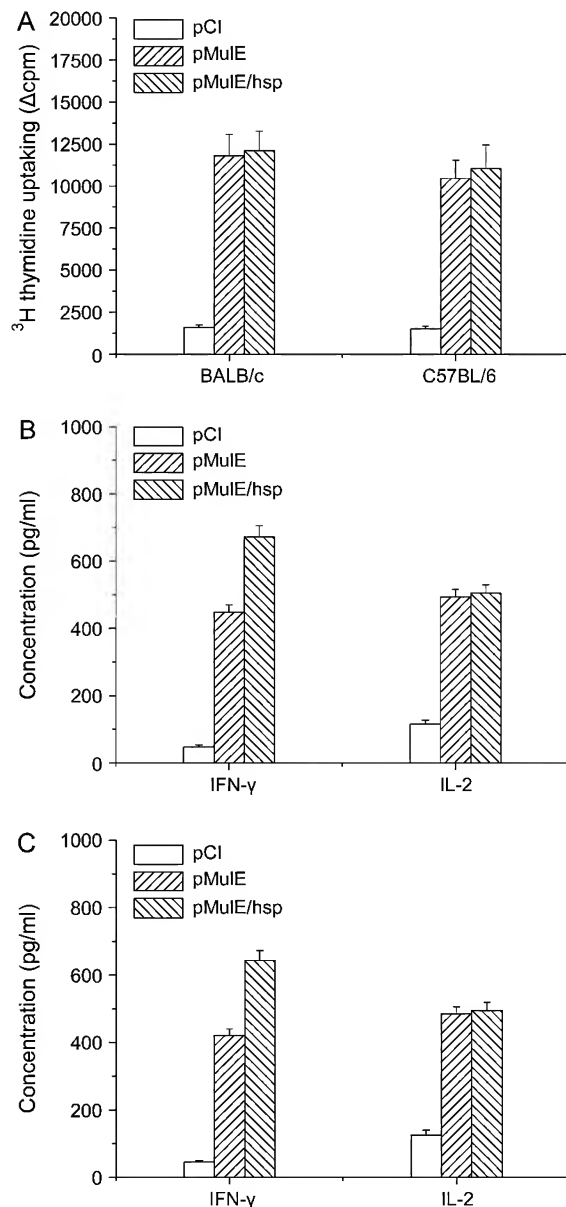 A
pCI
pMulE
pMulE/hsp
³H thymidine uptaking (Δcpm)
20000
17500
15000
12500
10000
7500
5000
2500
0
BALB/c
C57BL/6
B
pCI
pMulE
pMulE/hsp
Concentration (pg/ml)
1000
800
600
400
200
0
IFN-γ
IL-2
C
pCI
pMulE
pMulE/hsp
Concentration (pg/ml)
1000
800
600
400
200
0
IFN-γ
IL-2